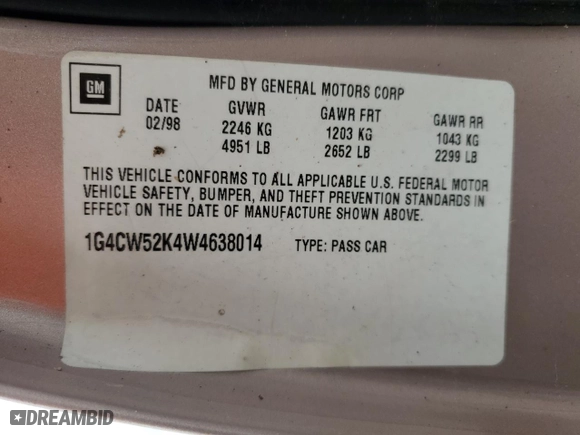 GM
MFD BY GENERAL MOTORS CORP
DATE GVWR GAWR FRT GAWR RR
02/98 2246 KG 1203 KG 1043 KG
4951 LB 2652 LB 2299 LB
THIS VEHICLE CONFORMS TO ALL APPLICABLE U.S. FEDERAL MOTOR
VEHICLE SAFETY, BUMPER, AND THEFT PREVENTION STANDARDS IN
EFFECT ON THE DATE OF MANUFACTURE SHOWN ABOVE.
1G4CW52K4W4638014 TYPE: PASS CAR
DREAMBID